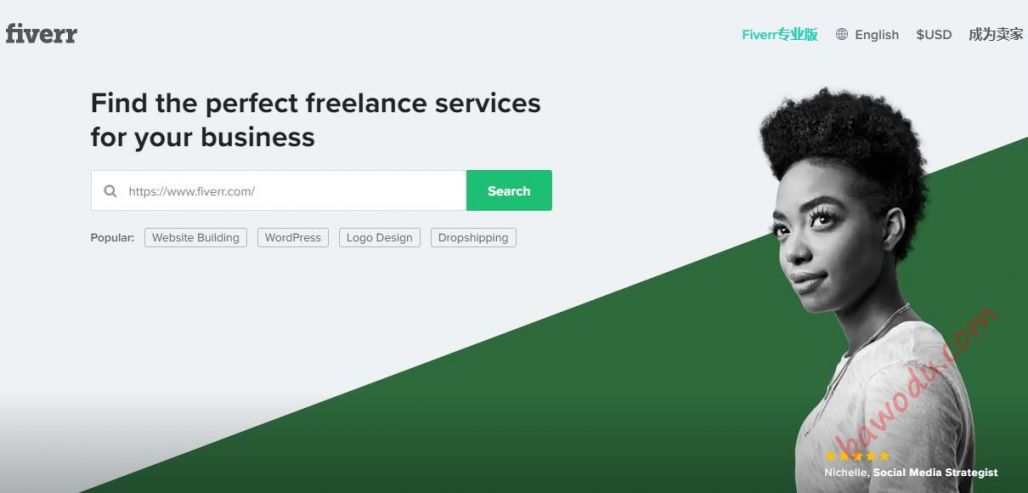 fiverr
Fiverr专业版 English $USD 成为卖家
Find the perfect freelance services
for your business
https://www.fiverr.com/ Search
Popular: Website Building WordPress Logo Design Dropshipping
bawodu.com
Nichelle, Social Media Strategist